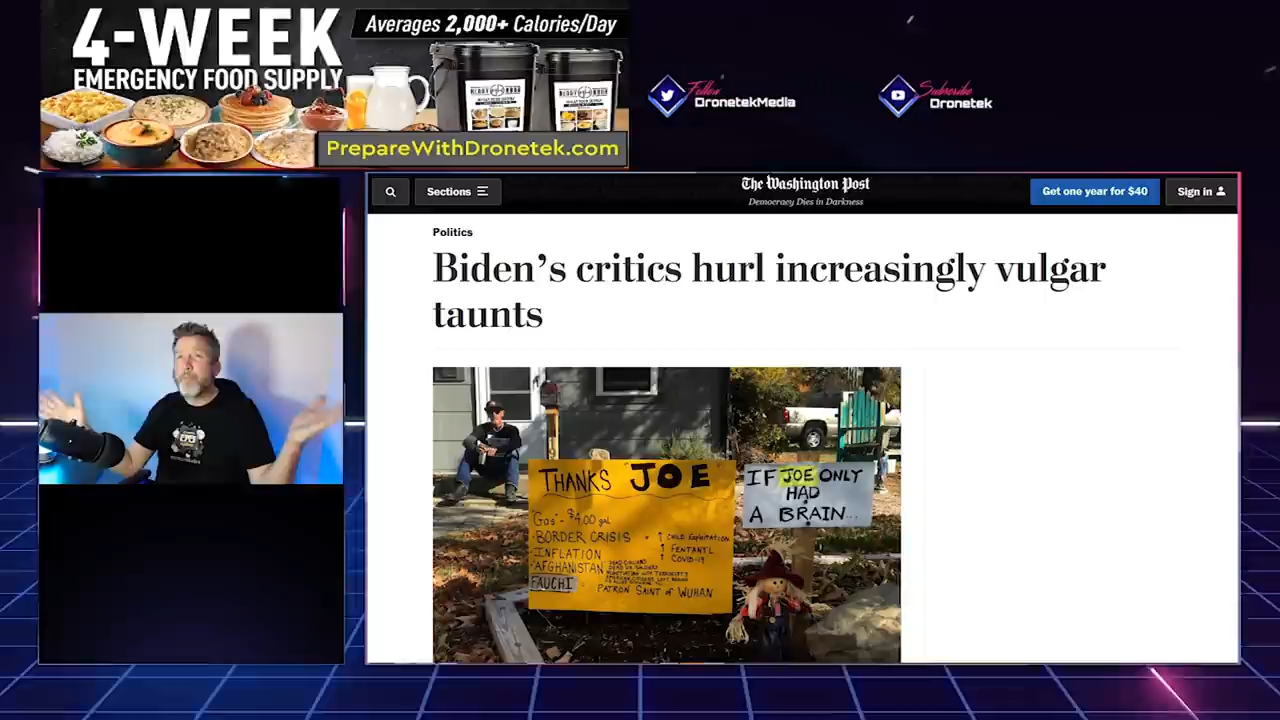 4-WEEK
EMERGENCY FOOD SUPPLY
Averages 2,000+ Calories/Day
PrepareWithDronetek.com
Follow
DronetekMedia
Subscribe
Dronetek
Sections
The Washington Post
Democracy Dies in Darkness
Get one year for $40
Sign in
Politics
Biden's critics hurl increasingly vulgar
taunts
THANKS JOE
"Gas" - $4.00 gal.
- BORDER CRISIS
- INFLATION
- AFGHANISTAN
FAUCHI
↑ CHILD EXPLOITATION
↑ FENTANYL
↑ COVID-19
PATRON SAINT of WUHAN
IF JOE ONLY
HAD
A BRAIN...